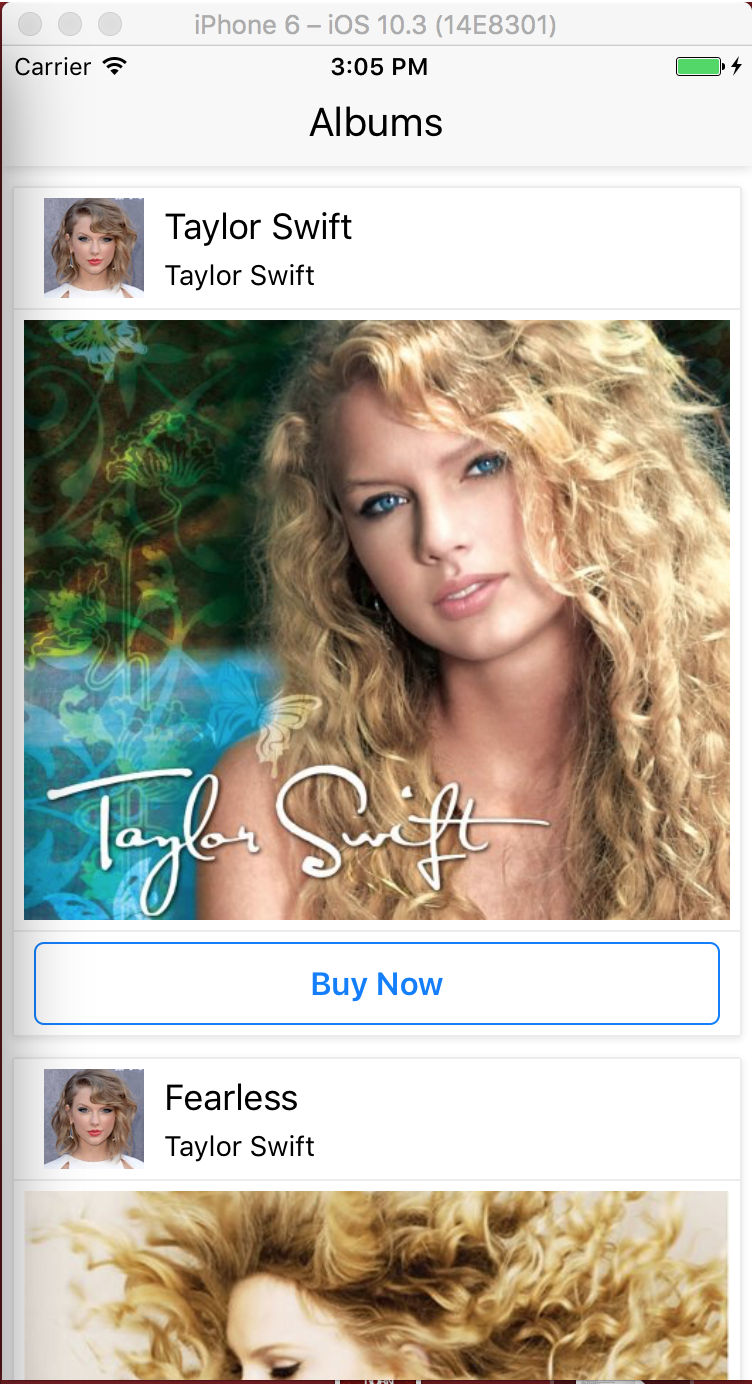 iPhone 6 – iOS 10.3 (14E8301)
Carrier 3:05 PM
Albums
Taylor Swift
Taylor Swift
Taylor Swift
Buy Now
Fearless
Taylor Swift